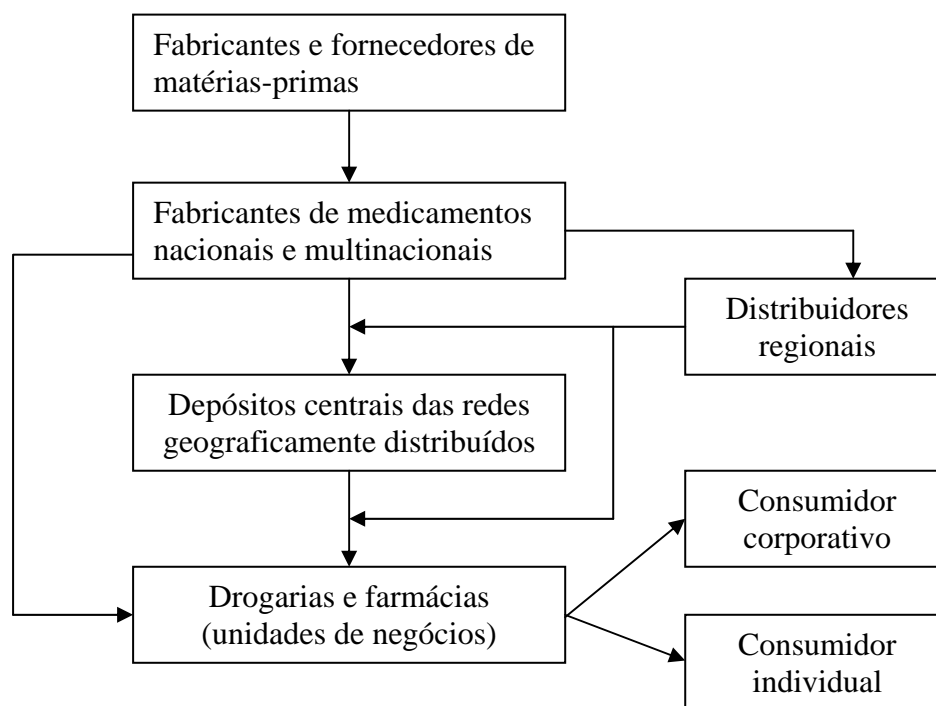 Fabricantes e fornecedores de
matérias-primas
Fabricantes de medicamentos
nacionais e multinacionais
Distribuidores
regionais
Depósitos centrais das redes
geograficamente distribuídos
Consumidor
corporativo
Drogarias e farmácias
(unidades de negócios)
Consumidor
individual